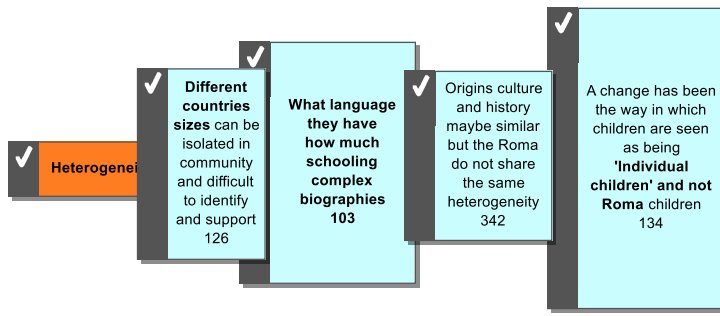 Heterogenei
Different
countries
sizes can be
isolated in
community
and difficult
to identify
and support
126
What language
they have
how much
schooling
complex
biographies
103
Origins culture
and history
maybe similar
but the Roma
do not share
the same
heterogeneity
342
A change has been
the way in which
children are seen
as being
'Individual
children' and not
Roma children
134